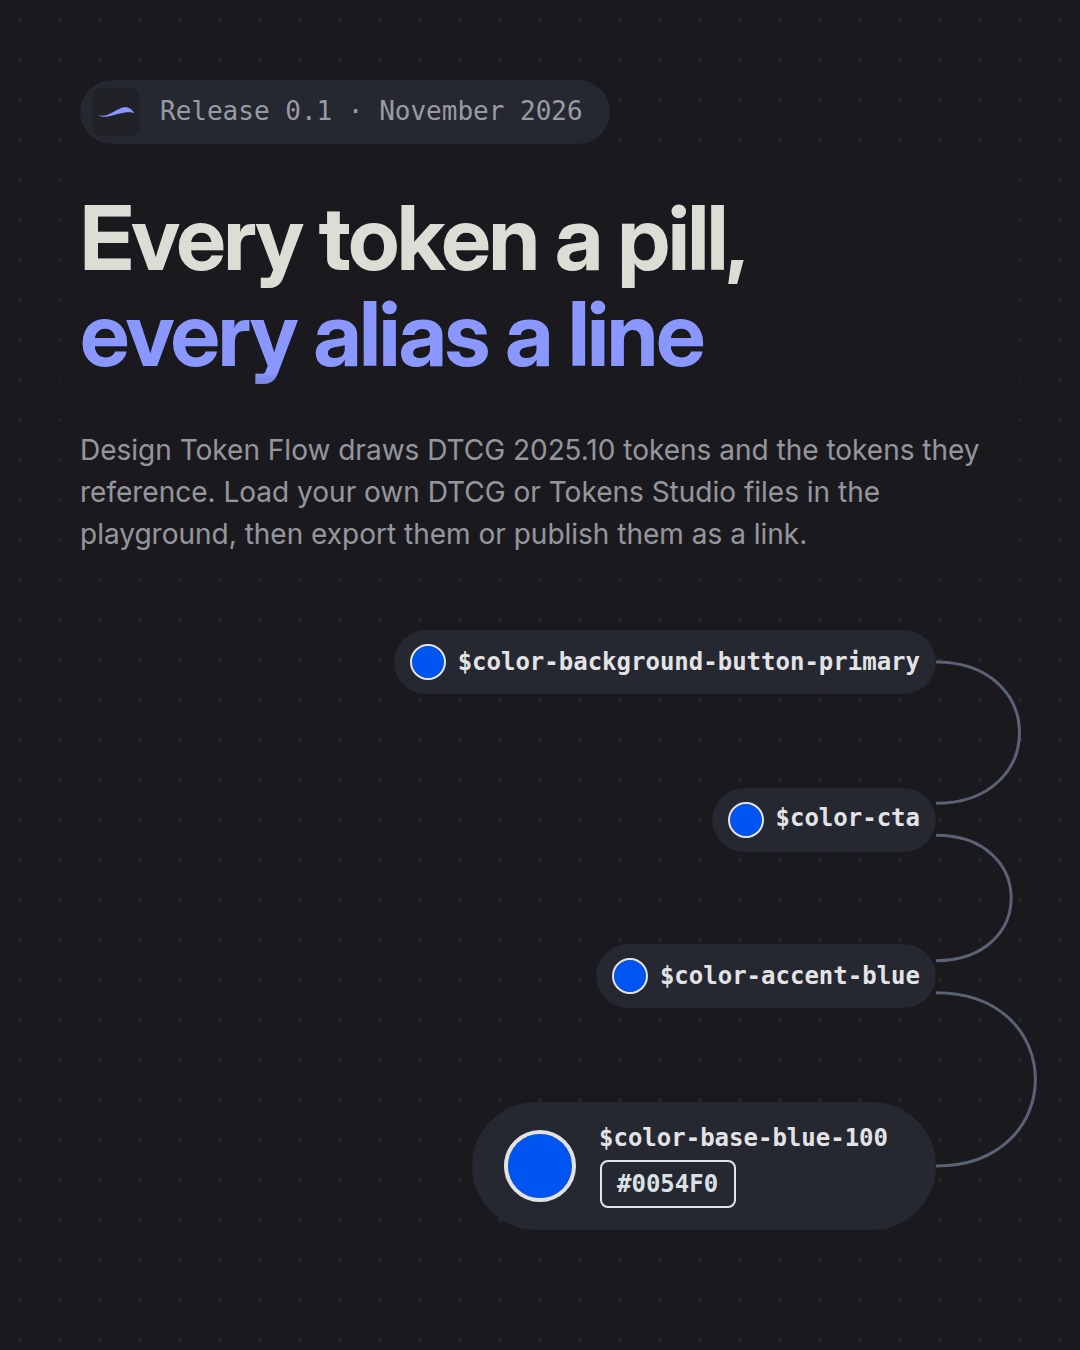 Release 0.1 · November 2026
Every token a pill,
every alias a line
Design Token Flow draws DTCG 2025.10 tokens and the tokens they
reference. Load your own DTCG or Tokens Studio files in the
playground, then export them or publish them as a link.
$color-background-button-primary
$color-cta
$color-accent-blue
$color-base-blue-100
#0054F0